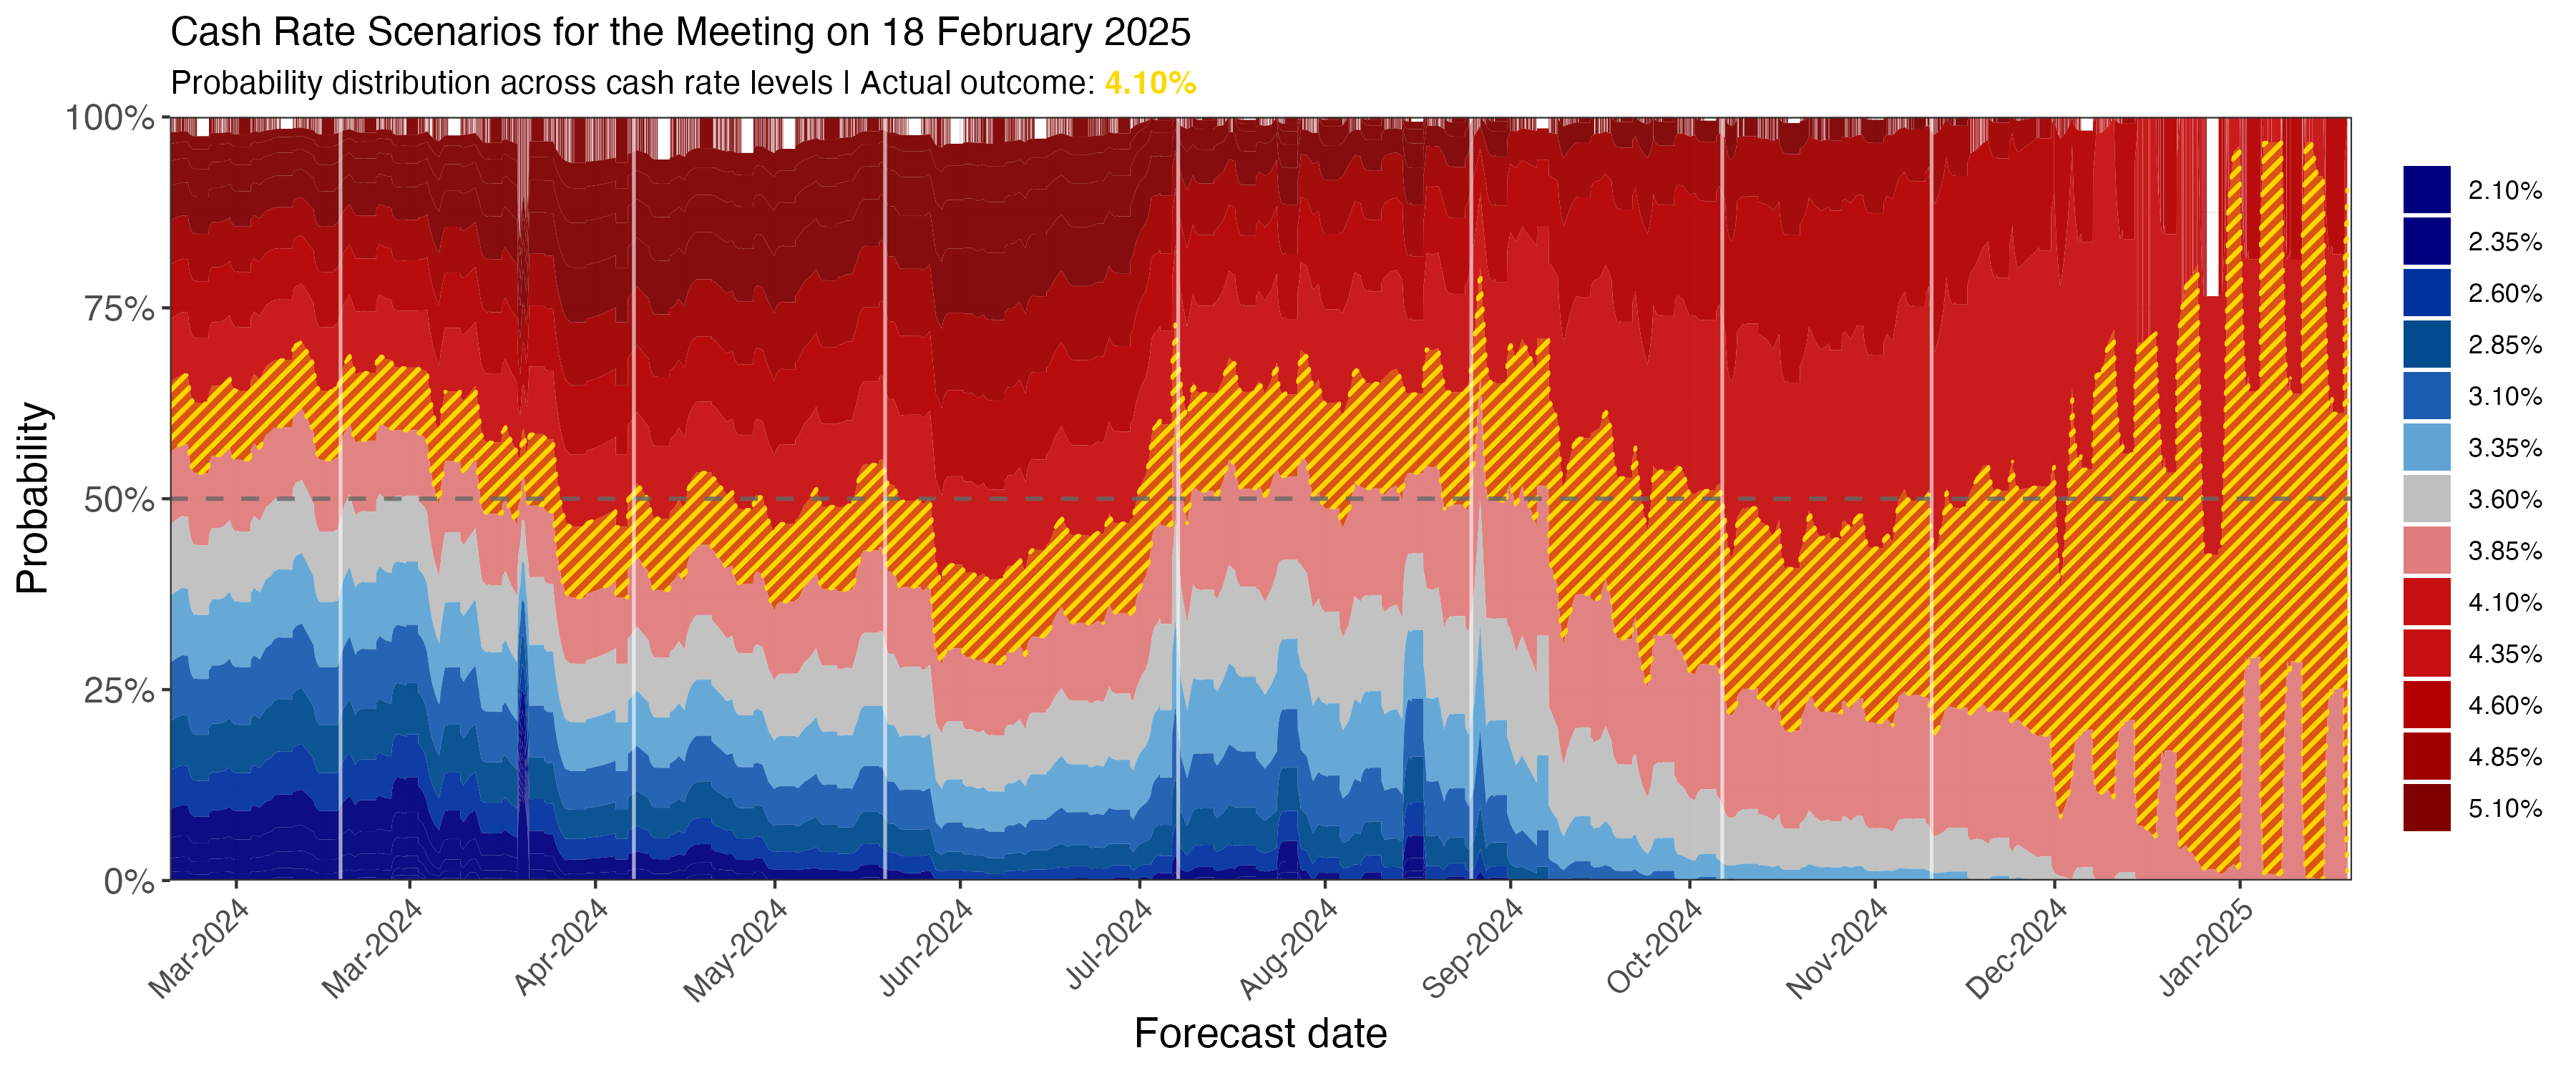 Cash Rate Scenarios for the Meeting on 18 February 2025
Probability distribution across cash rate levels | Actual outcome: 4.10%
100%
75%
50%
25%
0%
Probability
Mar-2024
Mar-2024
Apr-2024
May-2024
Jun-2024
Jul-2024
Aug-2024
Sep-2024
Oct-2024
Nov-2024
Dec-2024
Jan-2025
Forecast date
2.10%
2.35%
2.60%
2.85%
3.10%
3.35%
3.60%
3.85%
4.10%
4.35%
4.60%
4.85%
5.10%